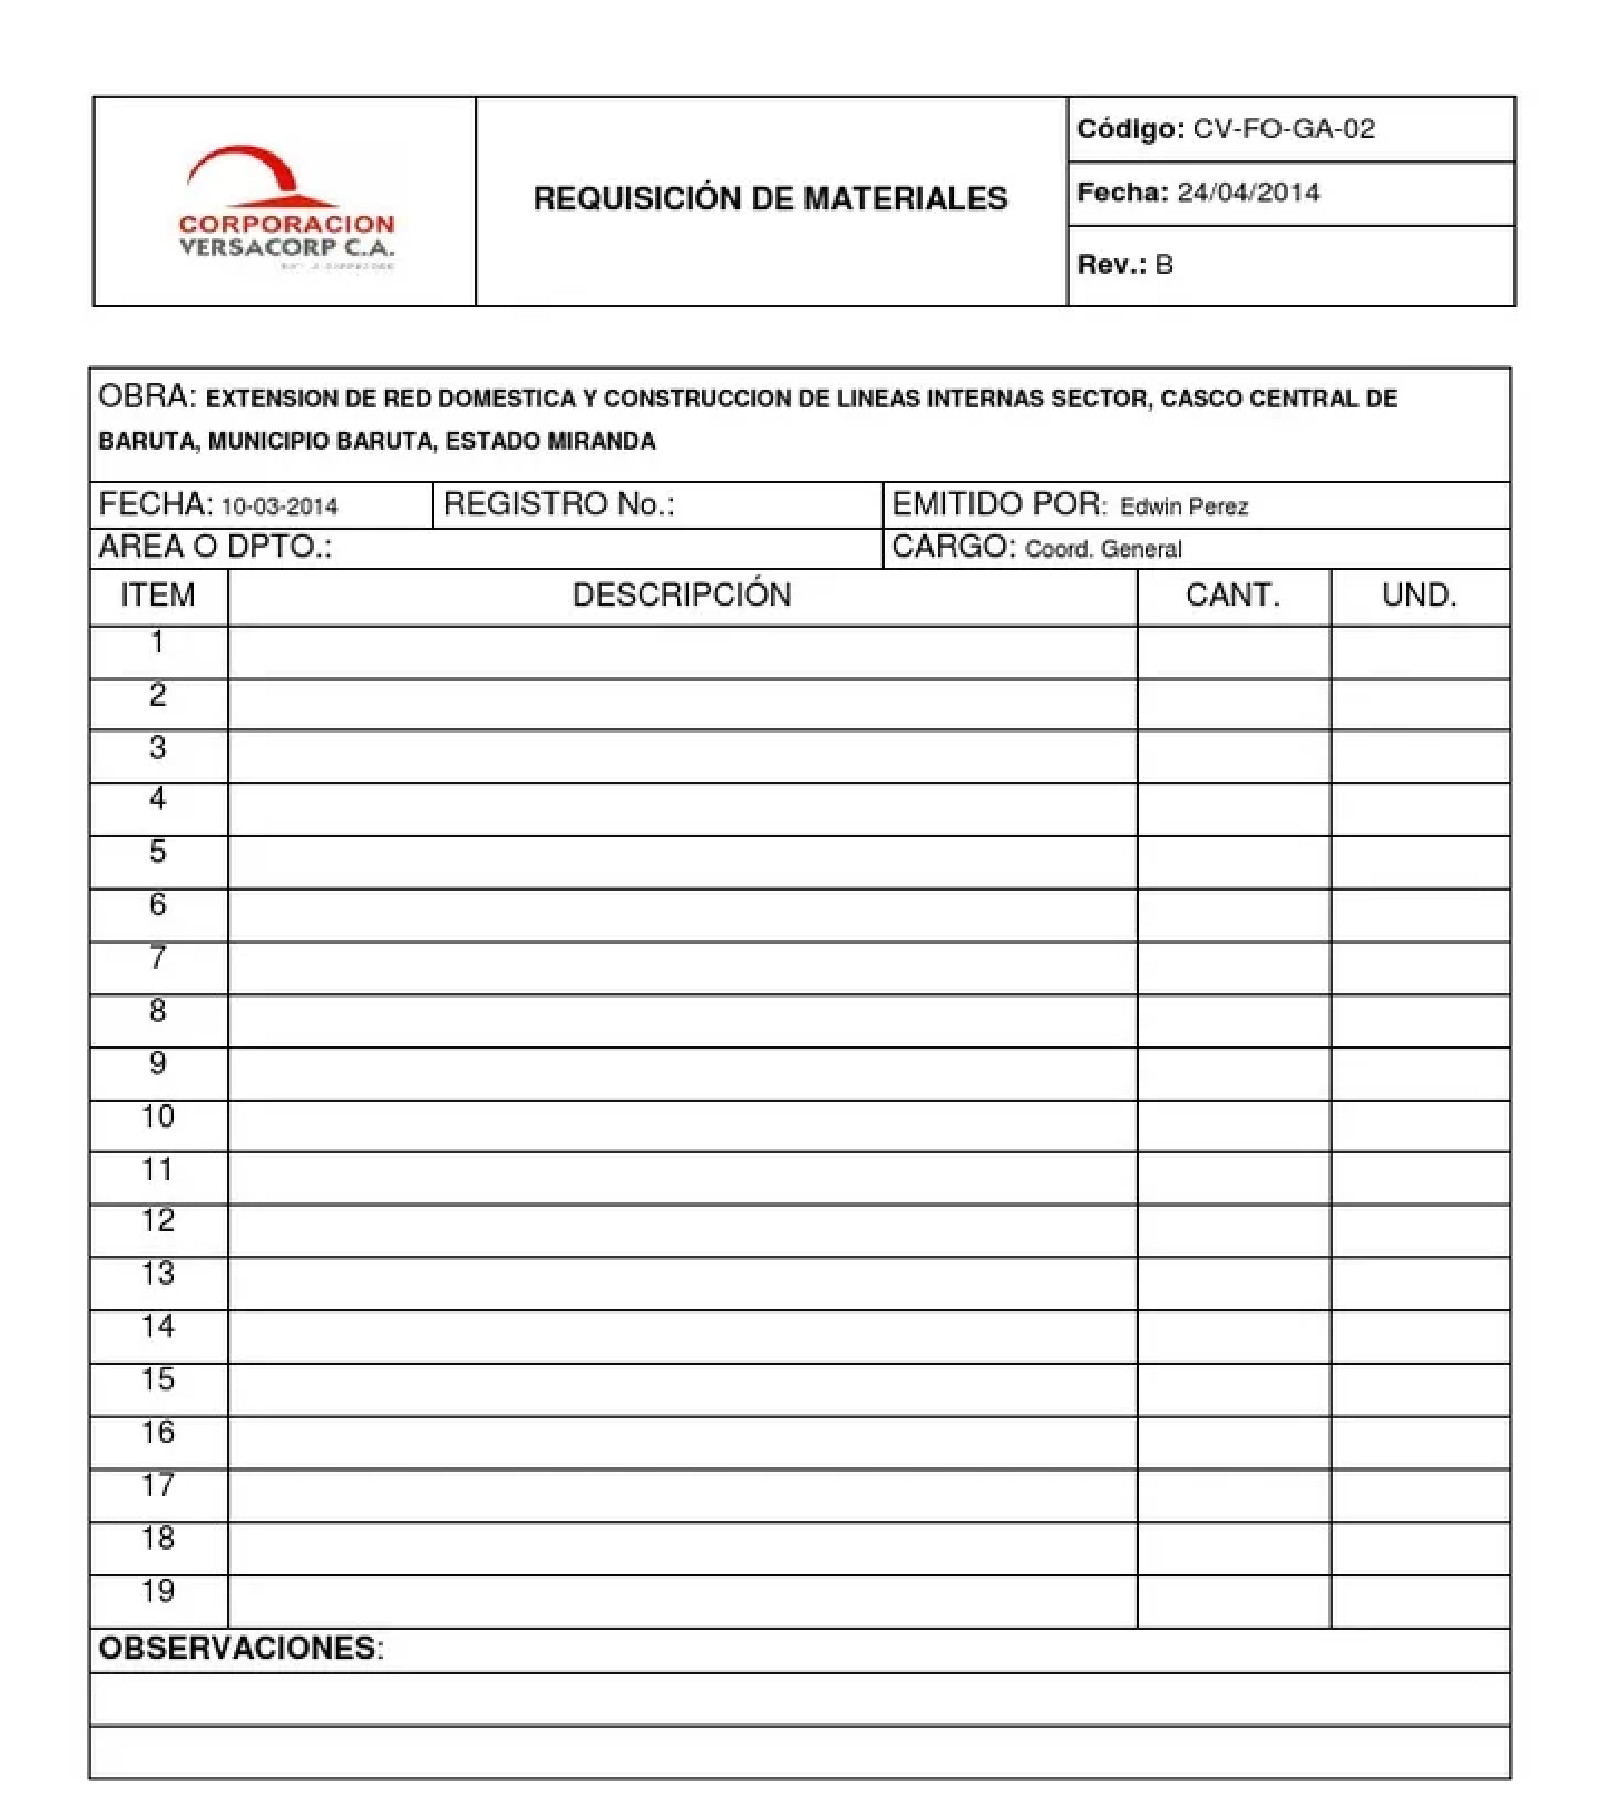 CORPORACION
VERSACORP C.A.
REQUISICIÓN DE MATERIALES
Código: CV-FO-GA-02
Fecha: 24/04/2014
Rev.: B
OBRA: EXTENSION DE RED DOMESTICA Y CONSTRUCCION DE LINEAS INTERNAS SECTOR, CASCO CENTRAL DE
BARUTA, MUNICIPIO BARUTA, ESTADO MIRANDA
FECHA: 10-03-2014 REGISTRO No.: EMITIDO POR: Edwin Perez
AREA O DPTO.: CARGO: Coord. General
ITEM DESCRIPCIÓN CANT. UND.
1
2
3
4
5
6
7
8
9
10
11
12
13
14
15
16
17
18
19
OBSERVACIONES: